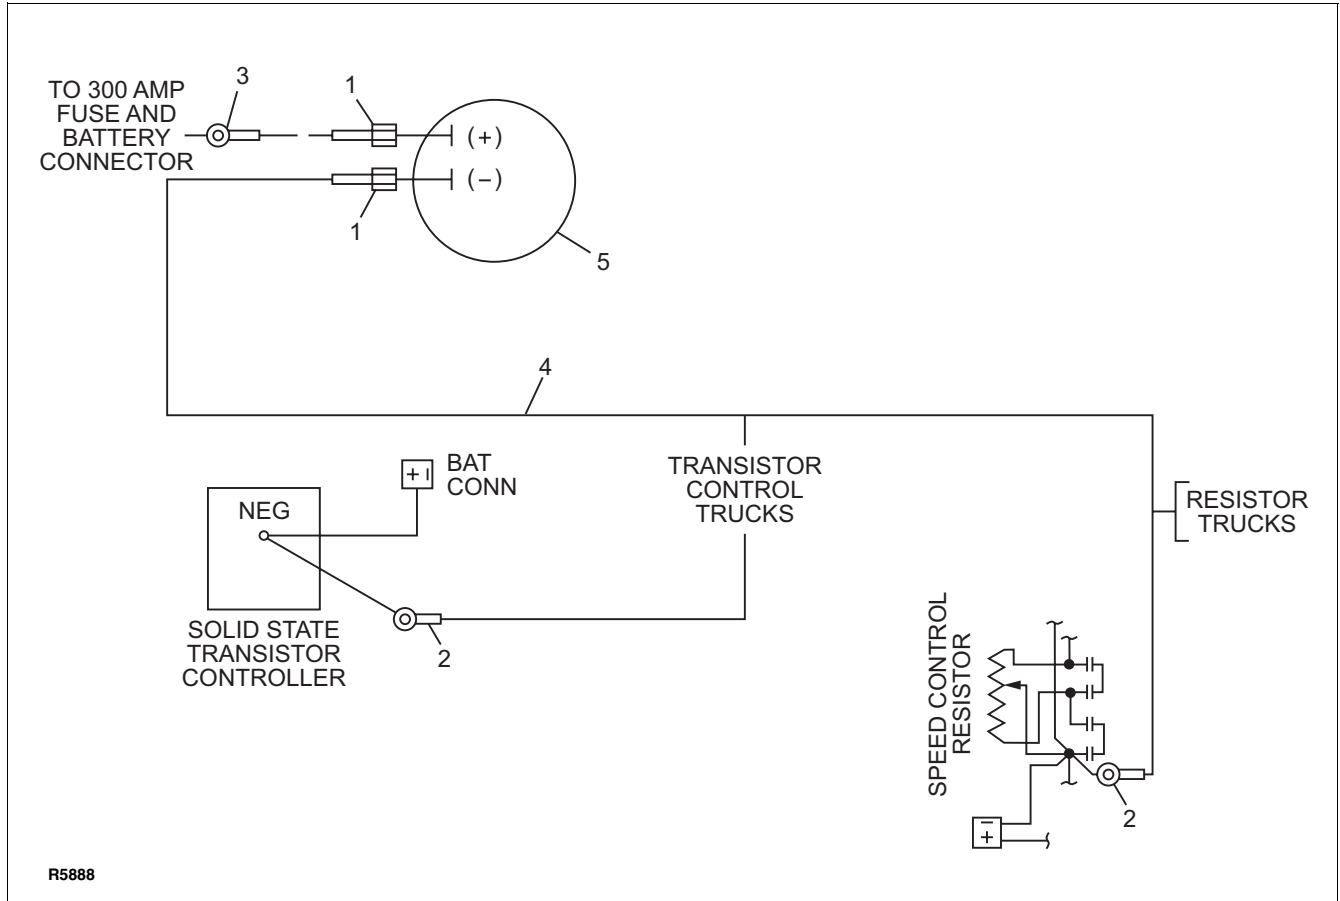 TO 300 AMP
FUSE AND
BATTERY
CONNECTOR
3
1
(+)
(−)
1
5
4
BAT
CONN
+ −
NEG
SOLID STATE
TRANSISTOR
CONTROLLER
2
TRANSISTOR
CONTROL
TRUCKS
RESISTOR
TRUCKS
SPEED CONTROL
RESISTOR
2
− +
R5888